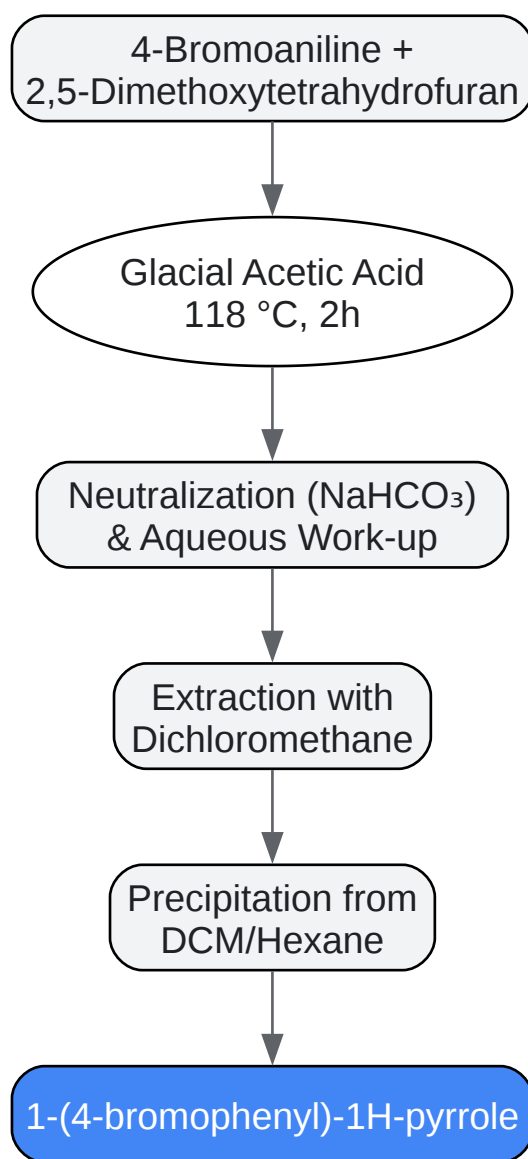 4-Bromoaniline +
2,5-Dimethoxytetrahydrofuran
Glacial Acetic Acid
118 °C, 2h
Neutralization (NaHCO₃)
& Aqueous Work-up
Extraction with
Dichloromethane
Precipitation from
DCM/Hexane
1-(4-bromophenyl)-1H-pyrrole